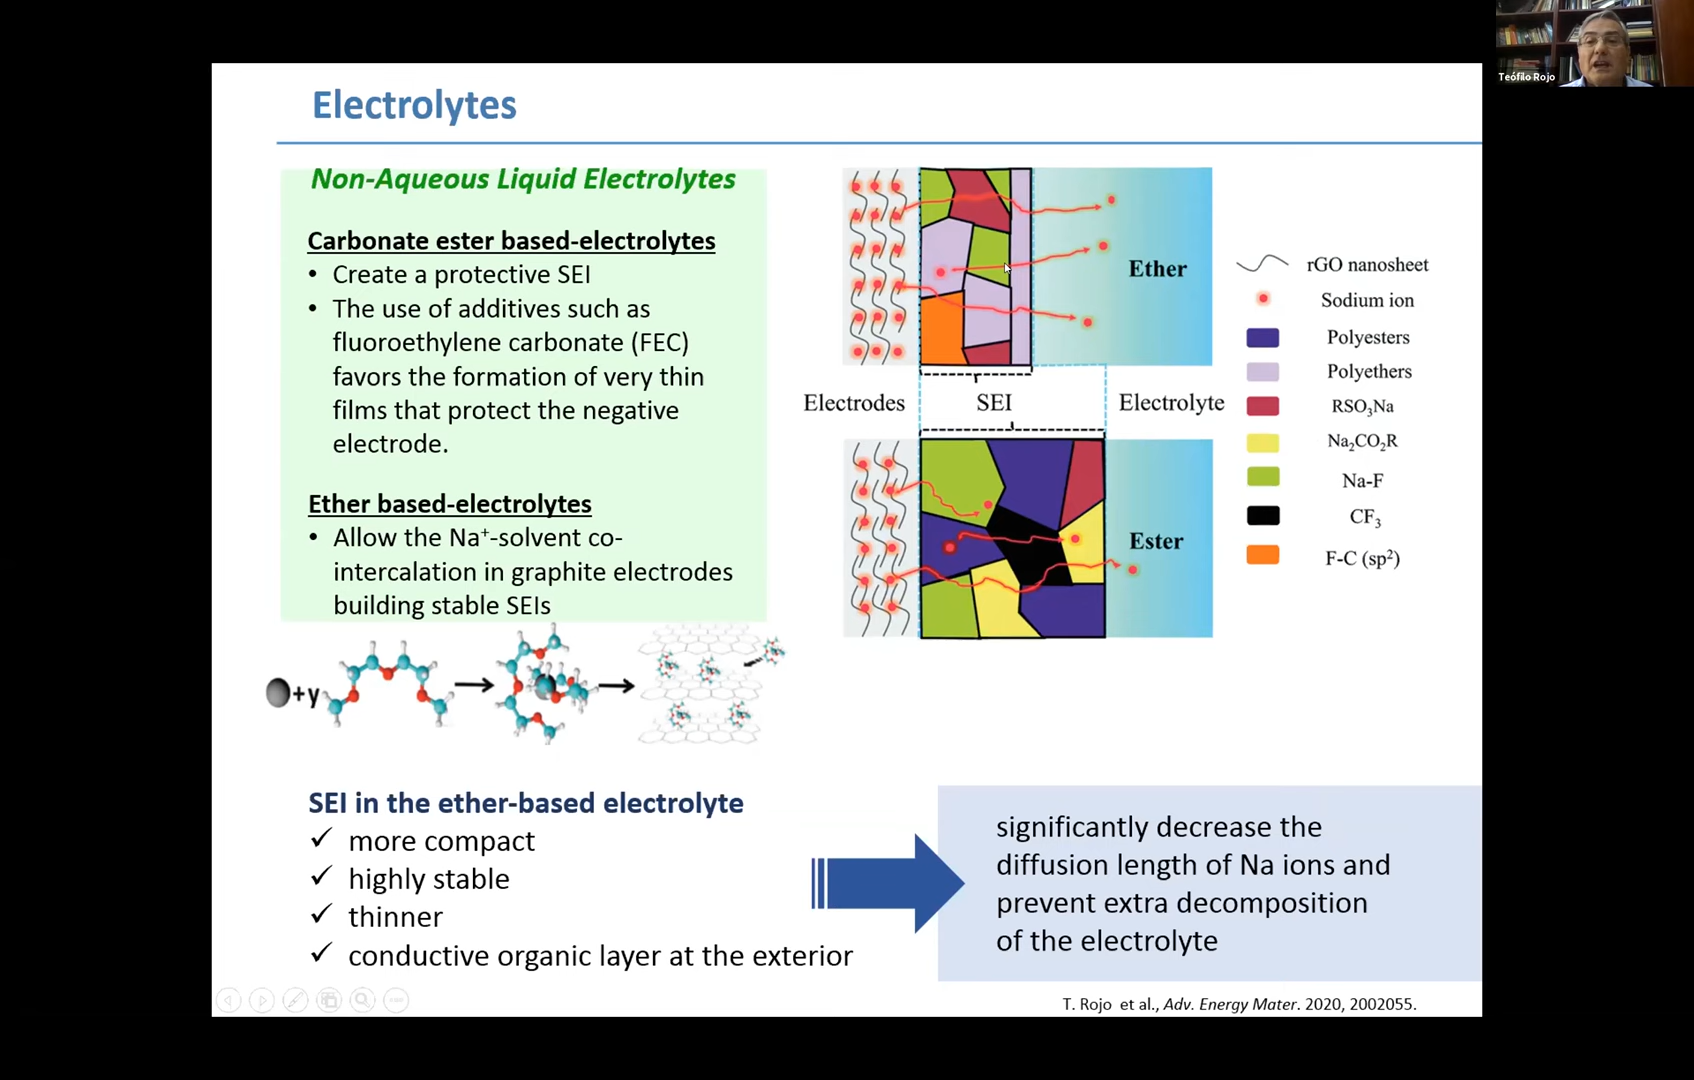 Teófilo Rojo
Electrolytes
Non-Aqueous Liquid Electrolytes
Carbonate ester based-electrolytes
• Create a protective SEI
• The use of additives such as
fluoroethylene carbonate (FEC)
favors the formation of very thin
films that protect the negative
electrode.
Ether based-electrolytes
• Allow the Na⁺-solvent co-
intercalation in graphite electrodes
building stable SEIs
+y
Ether
Electrodes
SEI
Electrolyte
Ester
rGO nanosheet
Sodium ion
Polyesters
Polyethers
RSO₃Na
Na₂CO₂R
Na-F
CF₃
F-C (sp²)
SEI in the ether-based electrolyte
✓ more compact
✓ highly stable
✓ thinner
✓ conductive organic layer at the exterior
significantly decrease the
diffusion length of Na ions and
prevent extra decomposition
of the electrolyte
T. Rojo et al., Adv. Energy Mater. 2020, 2002055.